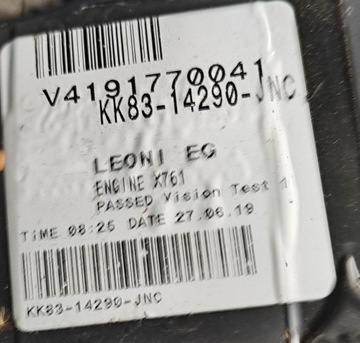 V4191770041
KK83-14290-JNC
LEONI EG
ENGINE X761
PASSED Vision Test 1
TiME 08:25 DATE 27.06.19
KK83-14290-JNC